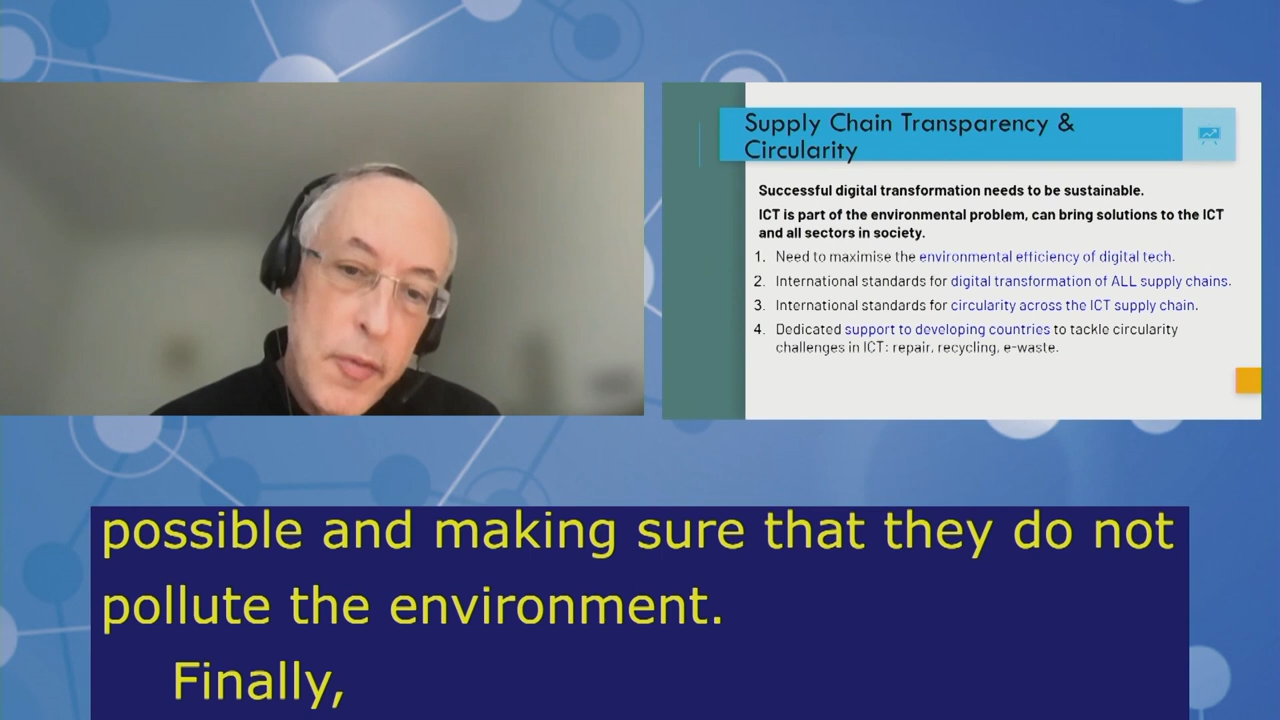 Supply Chain Transparency &
Circularity
Successful digital transformation needs to be sustainable.
ICT is part of the environmental problem, can bring solutions to the ICT
and all sectors in society.
1. Need to maximise the environmental efficiency of digital tech.
2. International standards for digital transformation of ALL supply chains.
3. International standards for circularity across the ICT supply chain.
4. Dedicated support to developing countries to tackle circularity
challenges in ICT: repair, recycling, e-waste.
possible and making sure that they do not
pollute the environment.
Finally,